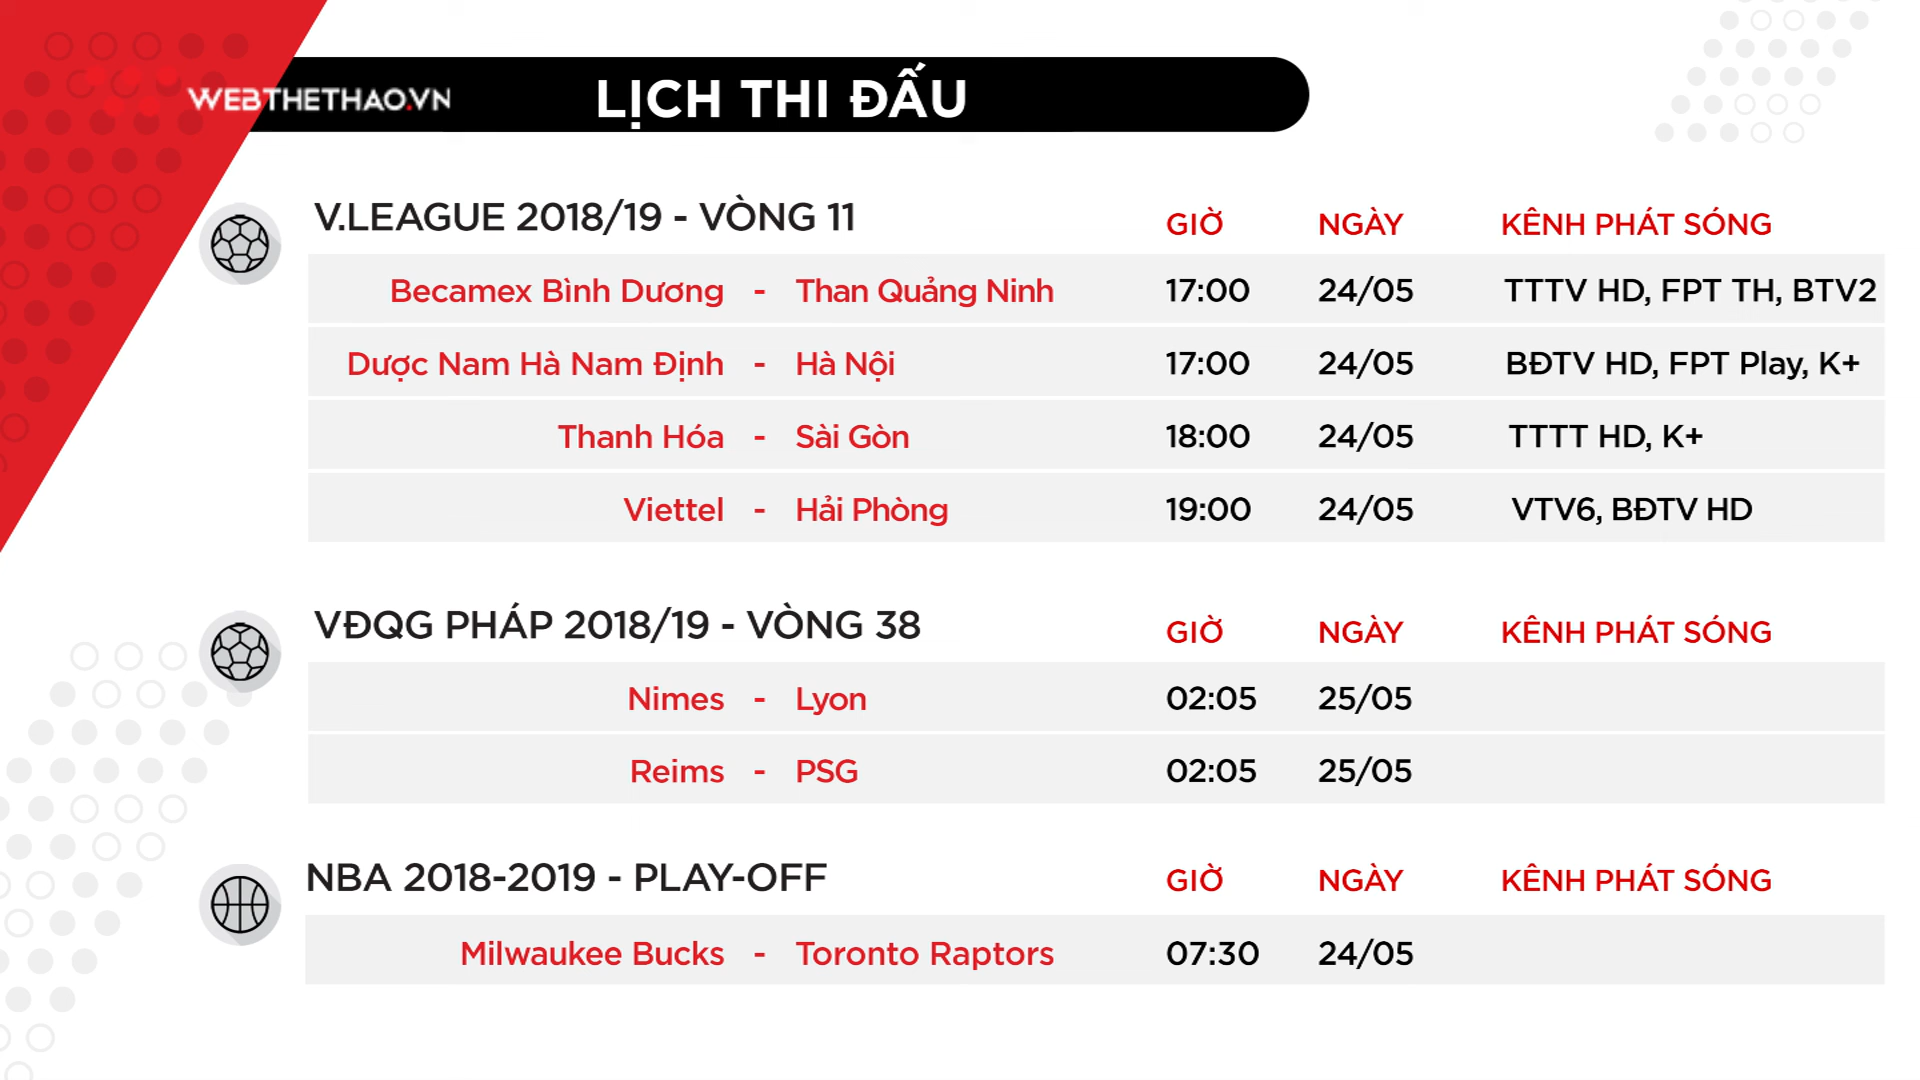 WEBTHETHAO.VN LỊCH THI ĐẤU
V.LEAGUE 2018/19 - VÒNG 11 GIỜ NGÀY KÊNH PHÁT SÓNG
Becamex Bình Dương - Than Quảng Ninh 17:00 24/05 TTTV HD, FPT TH, BTV2
Dược Nam Hà Nam Định - Hà Nội 17:00 24/05 BĐTV HD, FPT Play, K+
Thanh Hóa - Sài Gòn 18:00 24/05 TTTT HD, K+
Viettel - Hải Phòng 19:00 24/05 VTV6, BĐTV HD
VĐQG PHÁP 2018/19 - VÒNG 38 GIỜ NGÀY KÊNH PHÁT SÓNG
Nimes - Lyon 02:05 25/05
Reims - PSG 02:05 25/05
NBA 2018-2019 - PLAY-OFF GIỜ NGÀY KÊNH PHÁT SÓNG
Milwaukee Bucks - Toronto Raptors 07:30 24/05